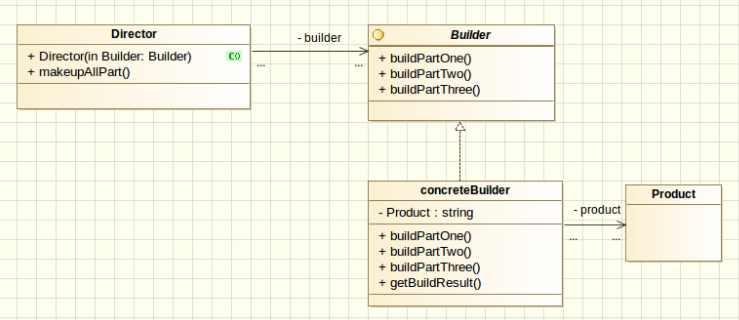 Director
+ Director(in Builder: Builder)
+ makeupAllPart()
- builder
...
...
Builder
+ buildPartOne()
+ buildPartTwo()
+ buildPartThree()
concreteBuilder
- Product : string
+ buildPartOne()
+ buildPartTwo()
+ buildPartThree()
+ getBuildResult()
- product
...
...
Product